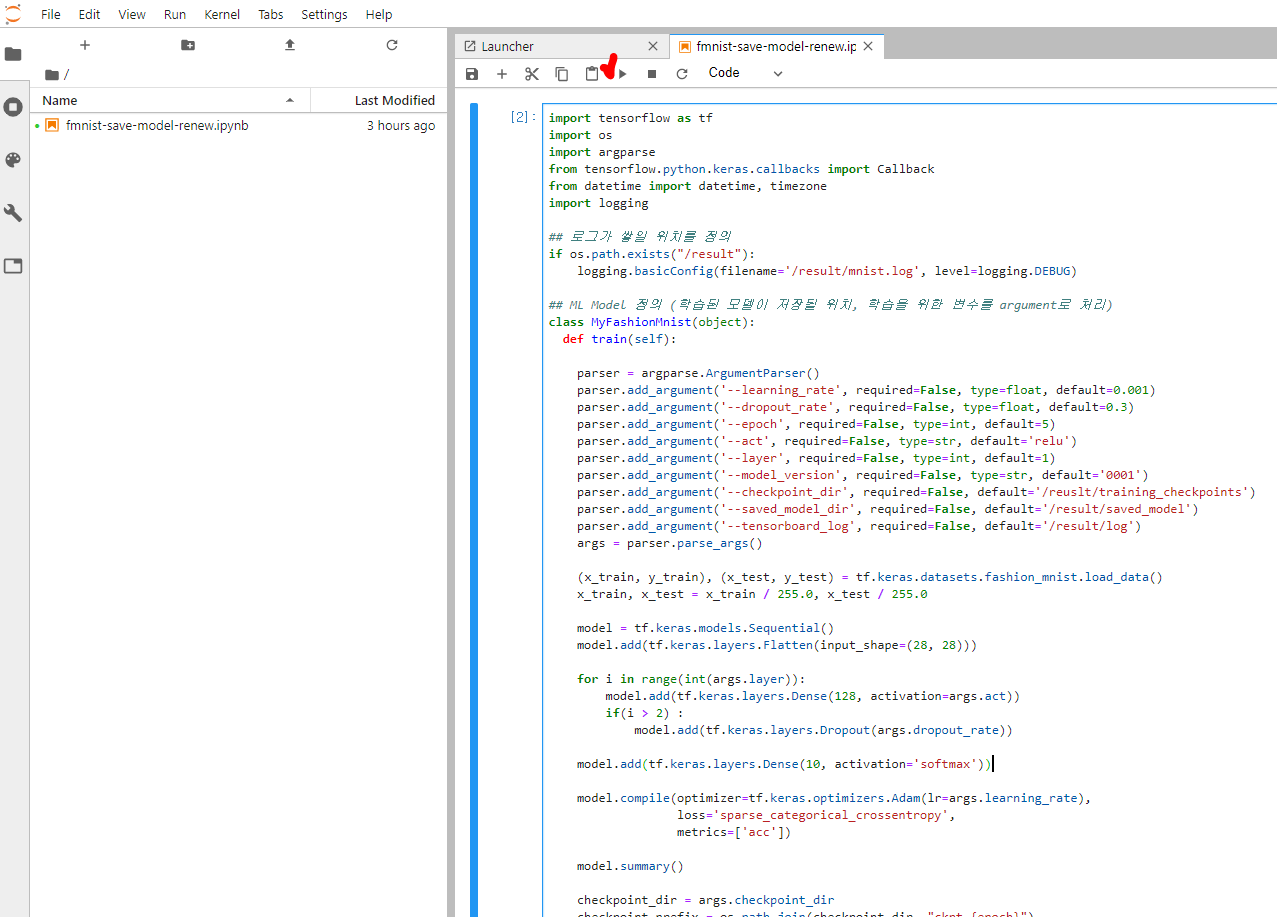 File Edit View Run Kernel Tabs Settings Help
Launcher
fmnist-save-model-renew.ip
Code
/
Name Last Modified
fmnist-save-model-renew.ipynb 3 hours ago
[2]:
import tensorflow as tf
import os
import argparse
from tensorflow.python.keras.callbacks import Callback
from datetime import datetime, timezone
import logging
## 로그가 쌓일 위치를 정의
if os.path.exists("/result"):
    logging.basicConfig(filename='/result/mnist.log', level=logging.DEBUG)
## ML Model 정의 (학습된 모델이 저장될 위치, 학습을 위한 변수를 argument로 처리)
class MyFashionMnist(object):
  def train(self):
    parser = argparse.ArgumentParser()
    parser.add_argument('--learning_rate', required=False, type=float, default=0.001)
    parser.add_argument('--dropout_rate', required=False, type=float, default=0.3)
    parser.add_argument('--epoch', required=False, type=int, default=5)
    parser.add_argument('--act', required=False, type=str, default='relu')
    parser.add_argument('--layer', required=False, type=int, default=1)
    parser.add_argument('--model_version', required=False, type=str, default='0001')
    parser.add_argument('--checkpoint_dir', required=False, default='/reuslt/training_checkpoints')
    parser.add_argument('--saved_model_dir', required=False, default='/result/saved_model')
    parser.add_argument('--tensorboard_log', required=False, default='/result/log')
    args = parser.parse_args()
    (x_train, y_train), (x_test, y_test) = tf.keras.datasets.fashion_mnist.load_data()
    x_train, x_test = x_train / 255.0, x_test / 255.0
    model = tf.keras.models.Sequential()
    model.add(tf.keras.layers.Flatten(input_shape=(28, 28)))
    for i in range(int(args.layer)):
        model.add(tf.keras.layers.Dense(128, activation=args.act))
        if(i > 2) :
            model.add(tf.keras.layers.Dropout(args.dropout_rate))
    model.add(tf.keras.layers.Dense(10, activation='softmax'))
    model.compile(optimizer=tf.keras.optimizers.Adam(lr=args.learning_rate),
                  loss='sparse_categorical_crossentropy',
                  metrics=['acc'])
    model.summary()
    checkpoint_dir = args.checkpoint_dir
    checkpoint_prefix = os.path.join(checkpoint_dir, "ckpt_{epoch}")